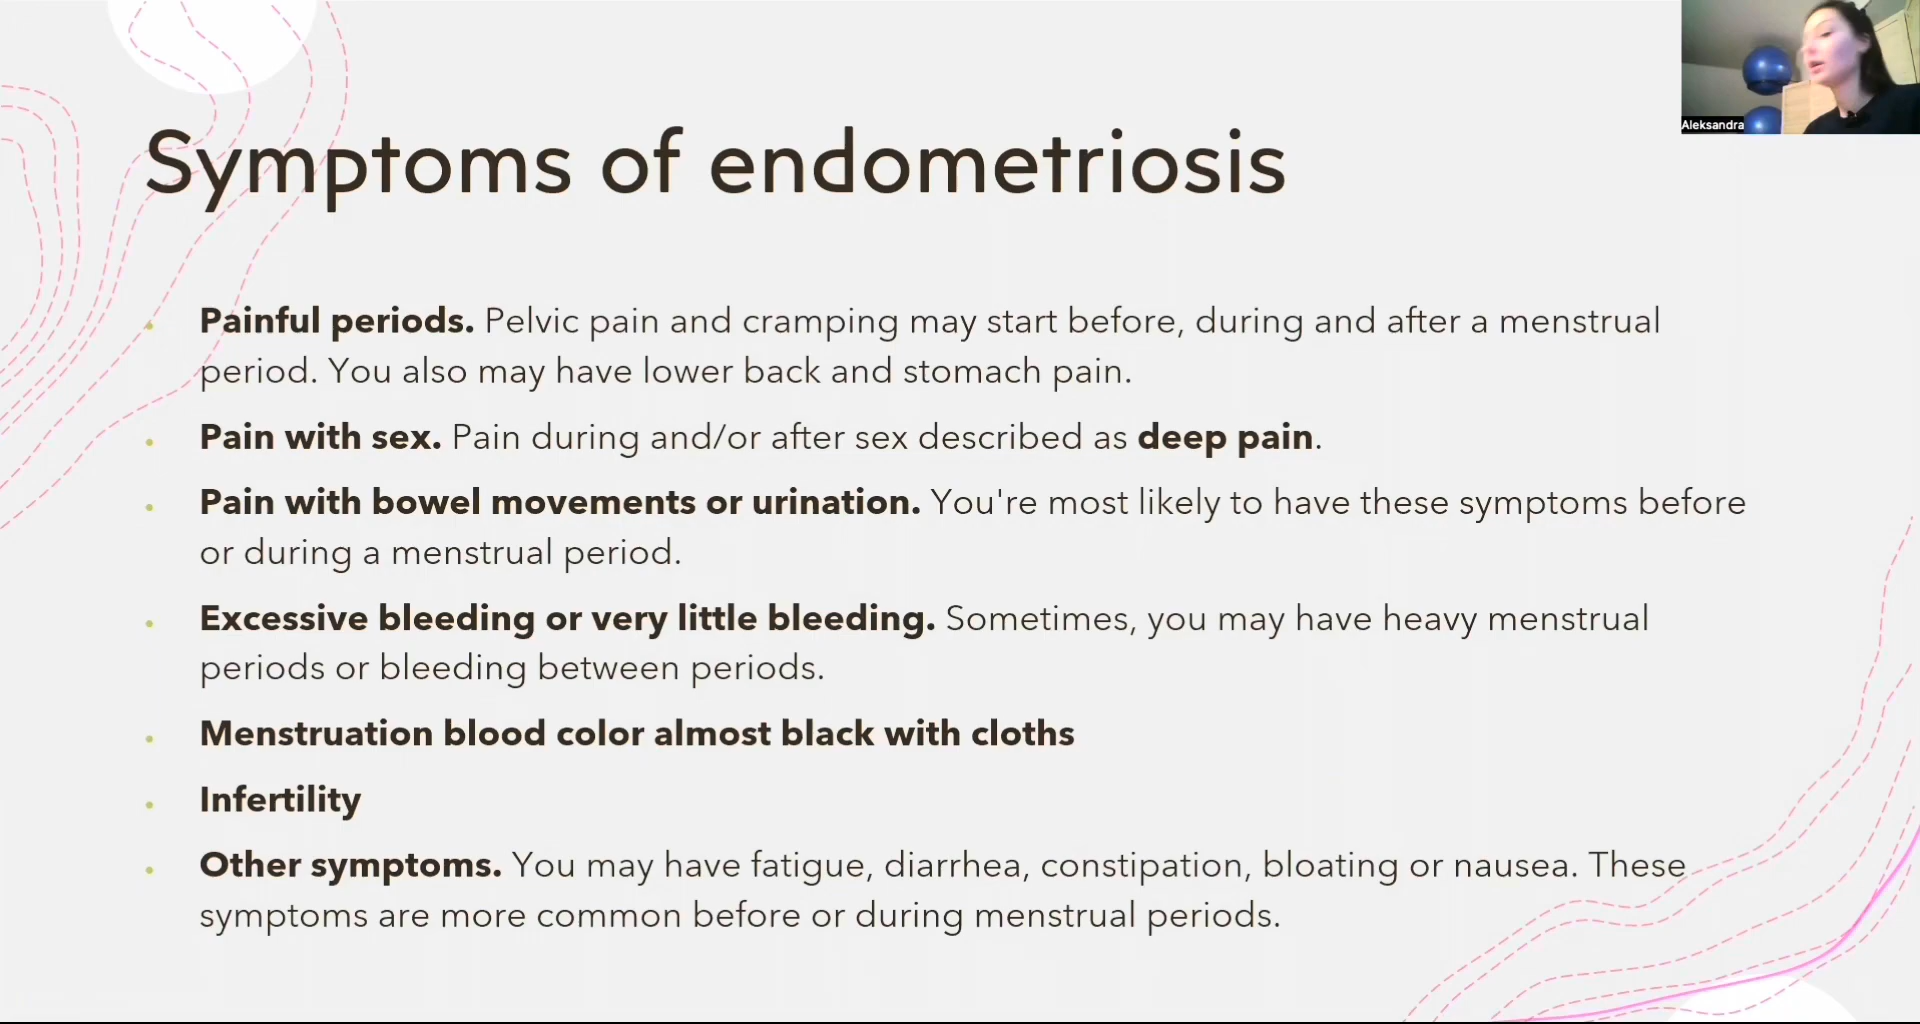 Aleksandra
Symptoms of endometriosis
Painful periods. Pelvic pain and cramping may start before, during and after a menstrual
period. You also may have lower back and stomach pain.
Pain with sex. Pain during and/or after sex described as deep pain.
Pain with bowel movements or urination. You're most likely to have these symptoms before
or during a menstrual period.
Excessive bleeding or very little bleeding. Sometimes, you may have heavy menstrual
periods or bleeding between periods.
Menstruation blood color almost black with cloths
Infertility
Other symptoms. You may have fatigue, diarrhea, constipation, bloating or nausea. These
symptoms are more common before or during menstrual periods.